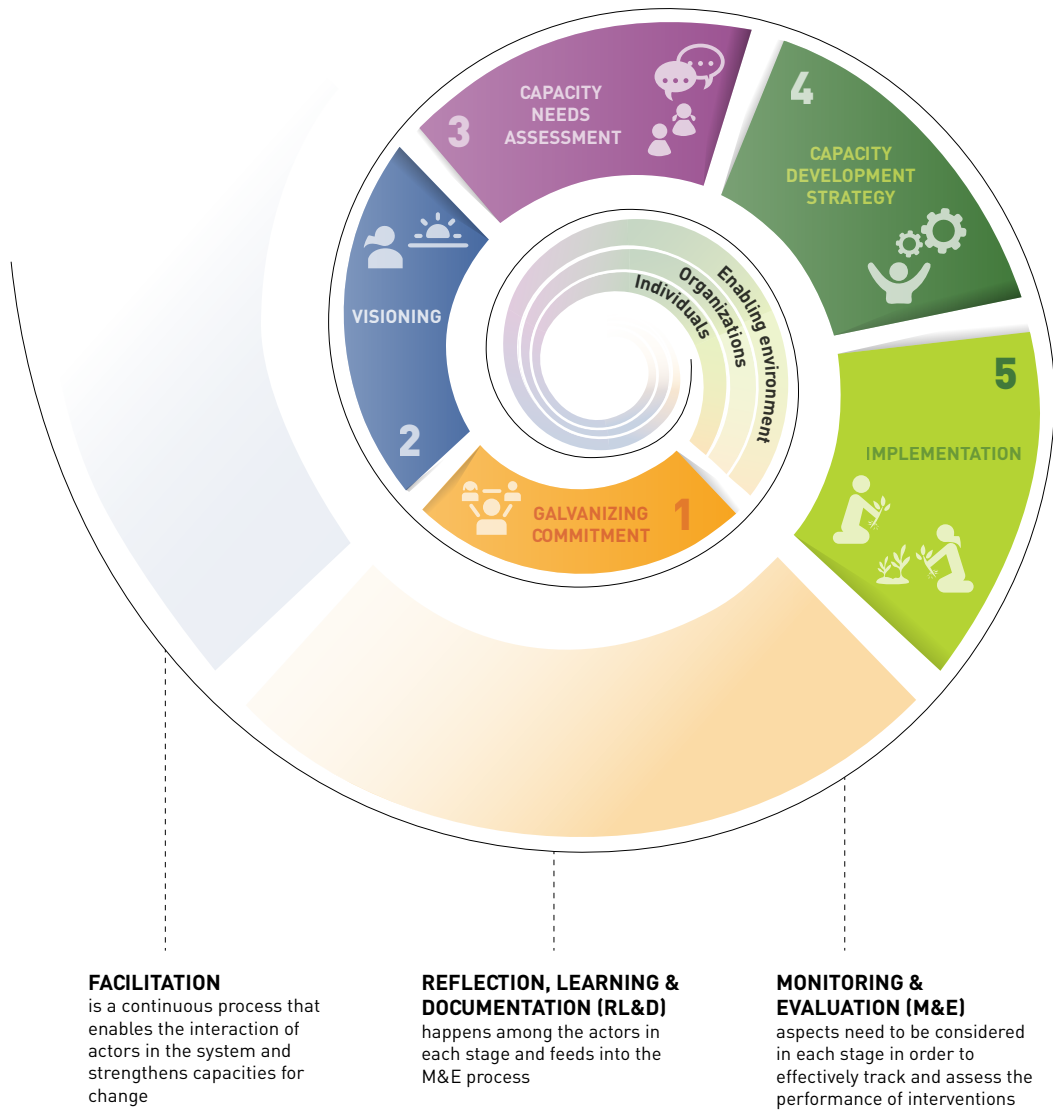 1
GALVANIZING
COMMITMENT
2
VISIONING
3
CAPACITY
NEEDS
ASSESSMENT
4
CAPACITY
DEVELOPMENT
STRATEGY
5
IMPLEMENTATION
Individuals
Organizations
Enabling environment
FACILITATION
is a continuous process that
enables the interaction of
actors in the system and
strengthens capacities for
change
REFLECTION, LEARNING &
DOCUMENTATION (RL&D)
happens among the actors in
each stage and feeds into the
M&E process
MONITORING &
EVALUATION (M&E)
aspects need to be considered
in each stage in order to
effectively track and assess the
performance of interventions